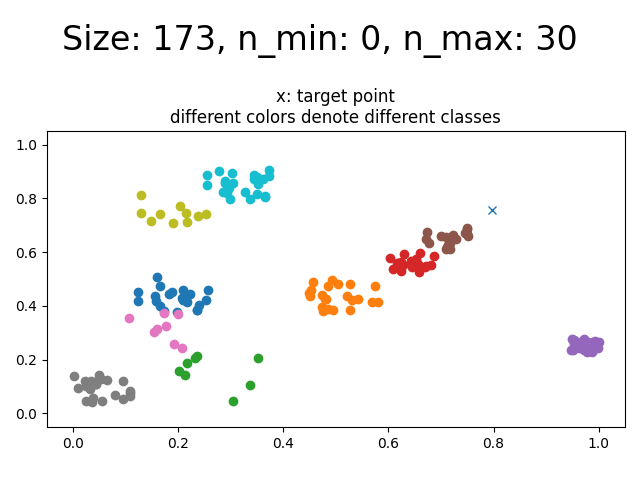 Size: 173, n_min: 0, n_max: 30
x: target point
different colors denote different classes
1.0
0.8
0.6
0.4
0.2
0.0
0.0 0.2 0.4 0.6 0.8 1.0